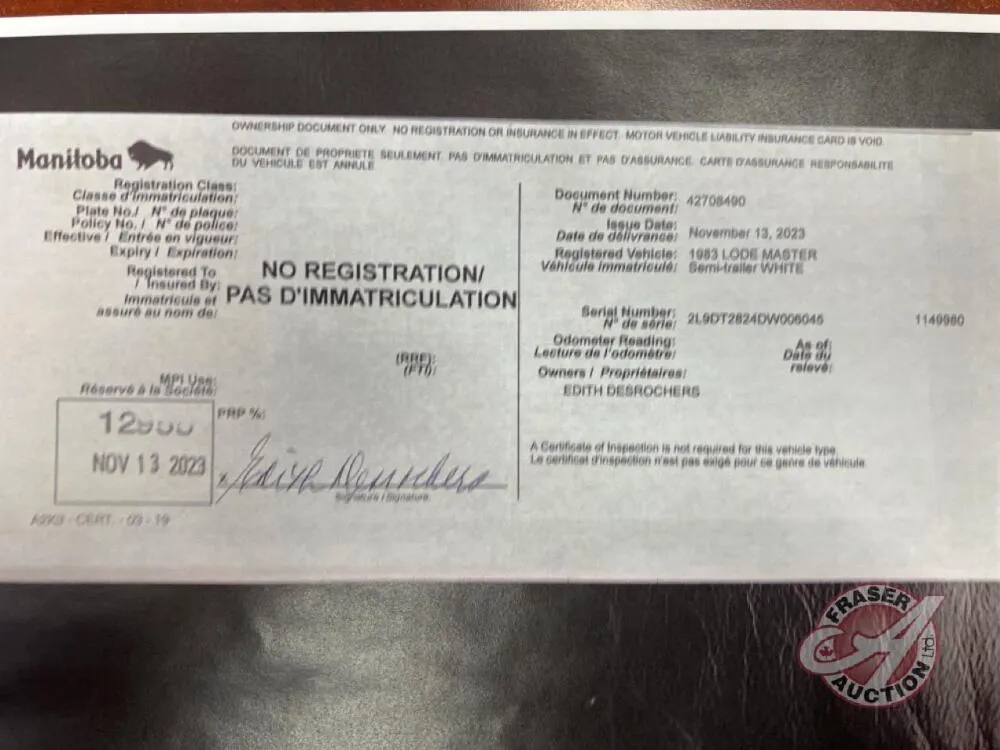 OWNERSHIP DOCUMENT ONLY. NO REGISTRATION OR INSURANCE IN EFFECT. MOTOR VEHICLE LIABILITY INSURANCE CARD IS VOID.
DOCUMENT DE PROPRIETE SEULEMENT. PAS D'IMMATRICULATION ET PAS D'ASSURANCE. CARTE D'ASSURANCE RESPONSABILITE
DU VEHICULE EST ANNULE
Manitoba
Registration Class:
Classe d'immatriculation:
Plate No./ N° de plaque:
Policy No. / N° de police:
Effective / Entrée en vigueur:
Expiry / Expiration:
Registered To
/ Insured By:
Immatriculé et
assuré au nom de:
NO REGISTRATION/
PAS D'IMMATRICULATION
(RRF):
(FTI):
MPI Use:
Réservé à la Société:
PRP %:
NOV 13 2023
Edith Desrochers
Signature / Signature
CERT. - 03 - 19
Document Number:
N° de document:
42708490
Issue Date:
Date de délivrance:
November 13, 2023
Registered Vehicle:
Véhicule immatriculé:
1983 LODE MASTER
Semi-trailer WHITE
Serial Number:
N° de série:
2L9DT2824DW006045
1149980
Odometer Reading:
Lecture de l'odomètre:
As of:
Date du
relevé:
Owners / Propriétaires:
EDITH DESROCHERS
A Certificate of Inspection is not required for this vehicle type.
Le certificat d'inspection n'est pas exigé pour ce genre de véhicule.
FRASER
AUCTION
Ltd.